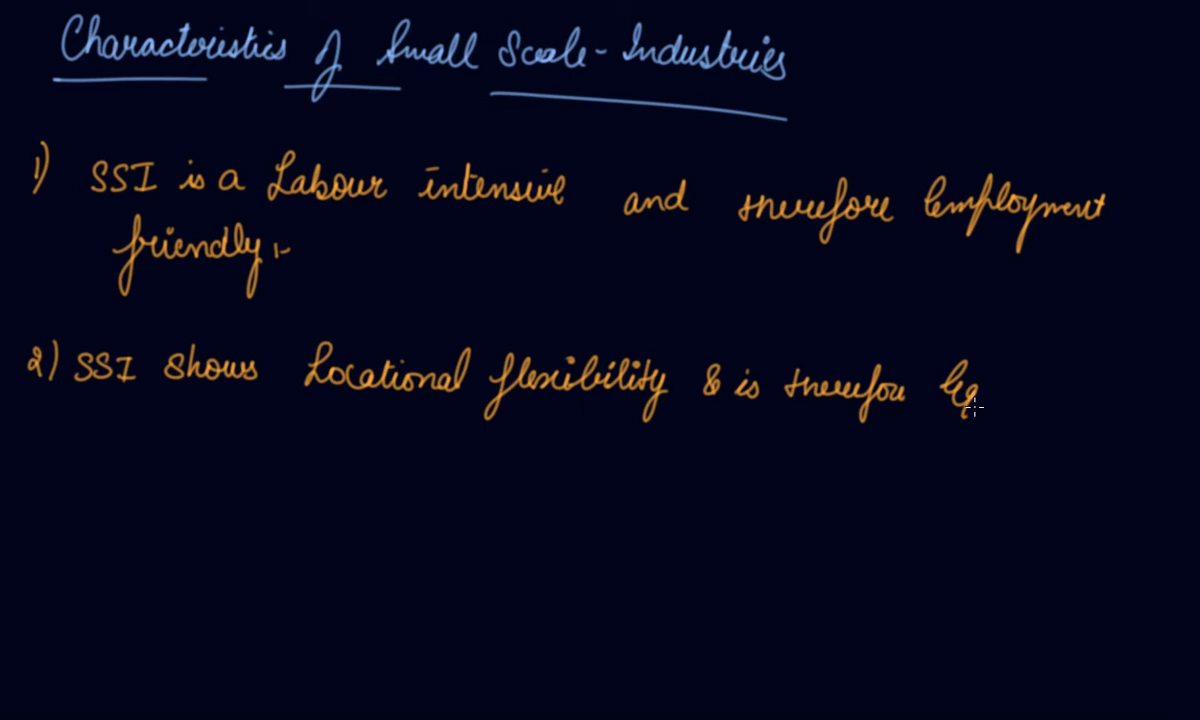 Characteristics of Small Scale-Industries
1) SSI is a Labour intensive and therefore employment
friendly:-
2) SSI shows Locational flexibility & is therefore Eq